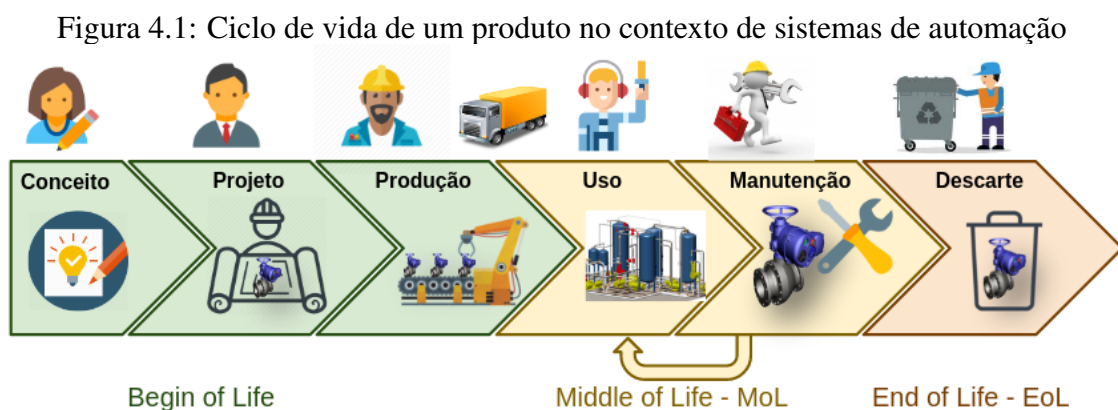 Figura 4.1: Ciclo de vida de um produto no contexto de sistemas de automação
Conceito
Projeto
Produção
Uso
Manutenção
Descarte
Begin of Life
Middle of Life - MoL
End of Life - EoL